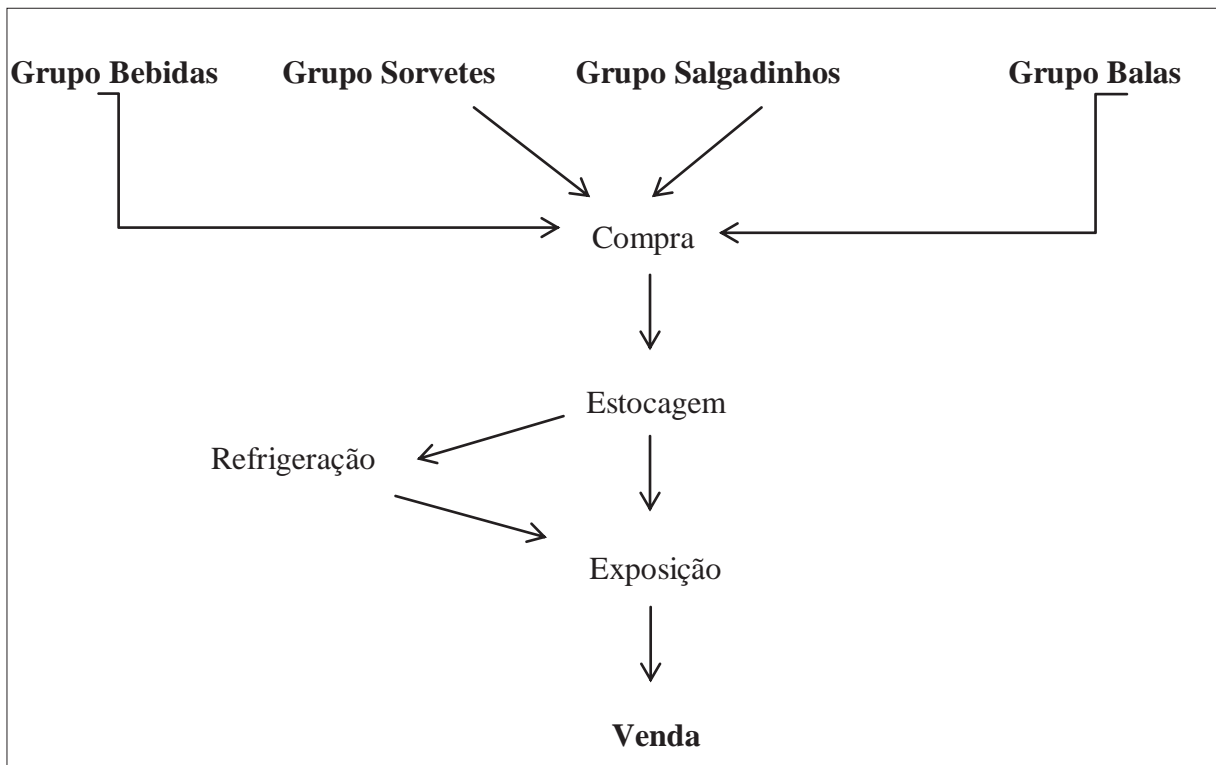 Grupo Bebidas
Grupo Sorvetes
Grupo Salgadinhos
Grupo Balas
Compra
Estocagem
Refrigeração
Exposição
Venda